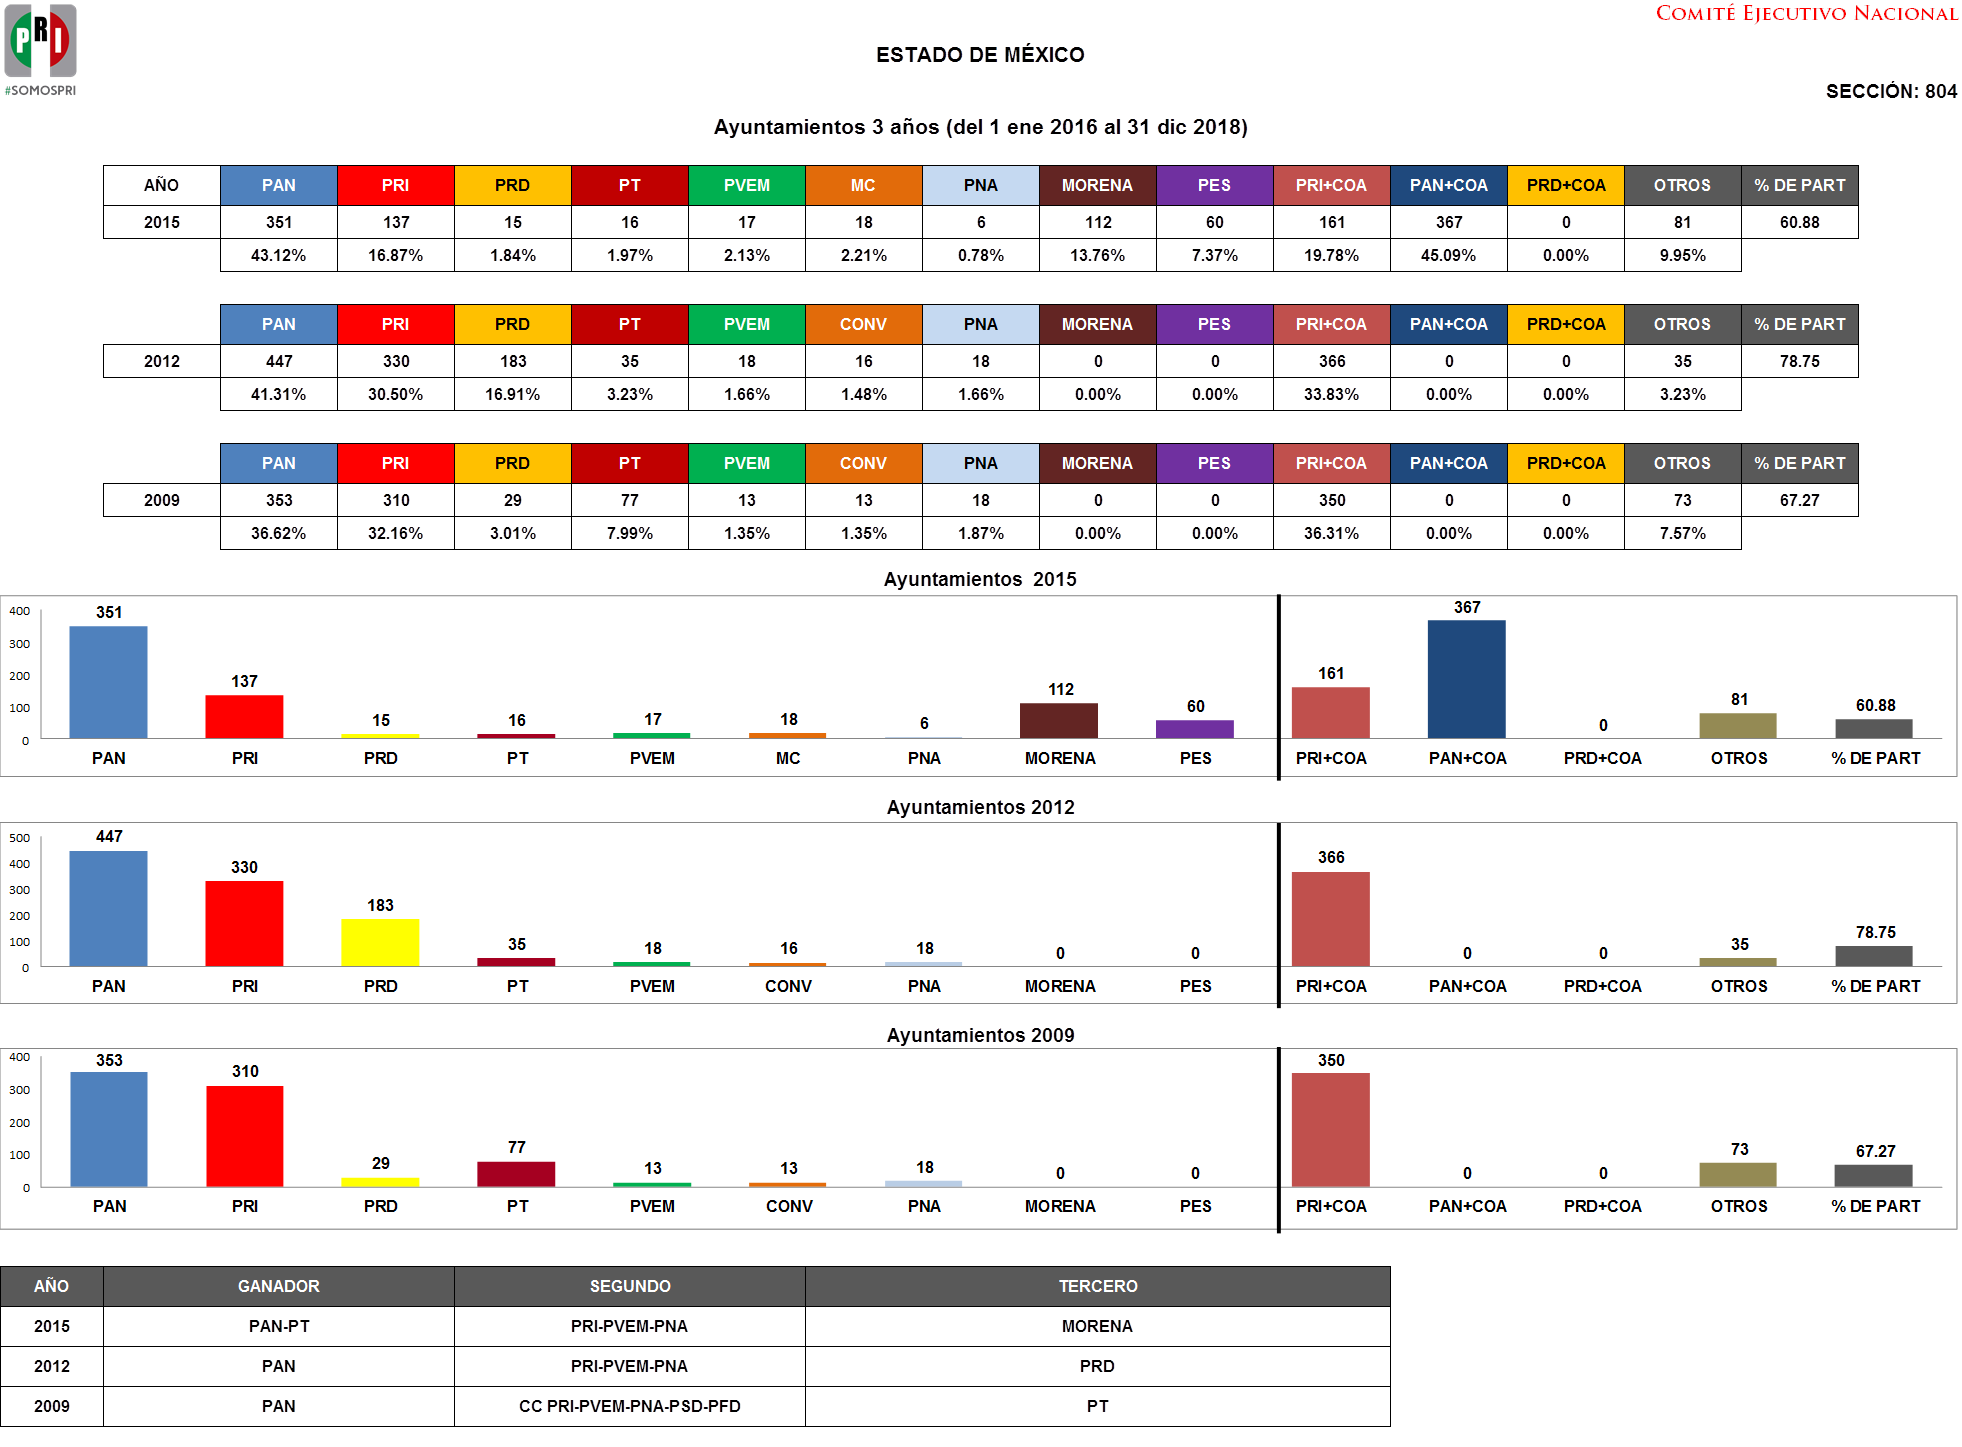 COMITÉ EJECUTIVO NACIONAL
PRI
#SOMOSPRI
ESTADO DE MÉXICO
SECCIÓN: 804
Ayuntamientos 3 años (del 1 ene 2016 al 31 dic 2018)
AÑO PAN PRI PRD PT PVEM MC PNA MORENA PES PRI+COA PAN+COA PRD+COA OTROS % DE PART
2015 351 137 15 16 17 18 6 112 60 161 367 0 81 60.88
43.12% 16.87% 1.84% 1.97% 2.13% 2.21% 0.78% 13.76% 7.37% 19.78% 45.09% 0.00% 9.95%
PAN PRI PRD PT PVEM CONV PNA MORENA PES PRI+COA PAN+COA PRD+COA OTROS % DE PART
2012 447 330 183 35 18 16 18 0 0 366 0 0 35 78.75
41.31% 30.50% 16.91% 3.23% 1.66% 1.48% 1.66% 0.00% 0.00% 33.83% 0.00% 0.00% 3.23%
PAN PRI PRD PT PVEM CONV PNA MORENA PES PRI+COA PAN+COA PRD+COA OTROS % DE PART
2009 353 310 29 77 13 13 18 0 0 350 0 0 73 67.27
36.62% 32.16% 3.01% 7.99% 1.35% 1.35% 1.87% 0.00% 0.00% 36.31% 0.00% 0.00% 7.57%
Ayuntamientos 2015
400
300
200
100
0
351 137 15 16 17 18 6 112 60 161 367 0 81 60.88
PAN PRI PRD PT PVEM MC PNA MORENA PES PRI+COA PAN+COA PRD+COA OTROS % DE PART
Ayuntamientos 2012
500
400
300
200
100
0
447 330 183 35 18 16 18 0 0 366 0 0 35 78.75
PAN PRI PRD PT PVEM CONV PNA MORENA PES PRI+COA PAN+COA PRD+COA OTROS % DE PART
Ayuntamientos 2009
400
300
200
100
0
353 310 29 77 13 13 18 0 0 350 0 0 73 67.27
PAN PRI PRD PT PVEM CONV PNA MORENA PES PRI+COA PAN+COA PRD+COA OTROS % DE PART
AÑO GANADOR SEGUNDO TERCERO
2015 PAN-PT PRI-PVEM-PNA MORENA
2012 PAN PRI-PVEM-PNA PRD
2009 PAN CC PRI-PVEM-PNA-PSD-PFD PT